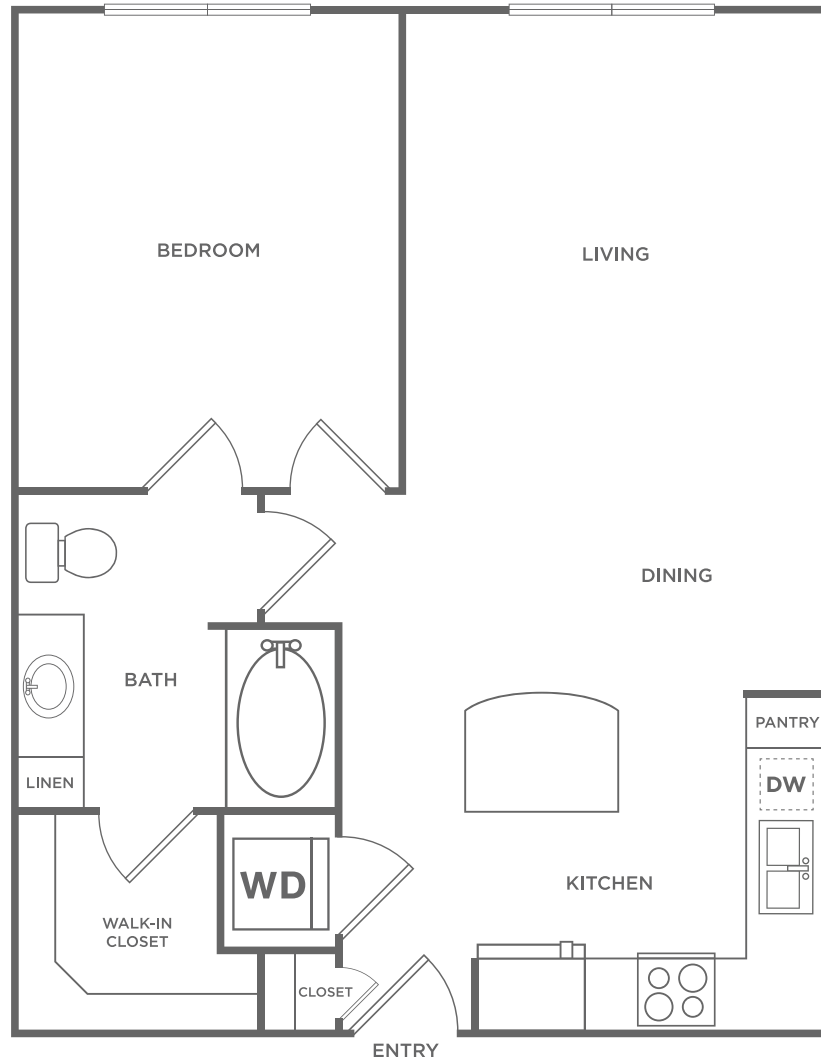 BEDROOM
LIVING
DINING
BATH
PANTRY
LINEN
DW
WD
KITCHEN
WALK-IN
CLOSET
CLOSET
ENTRY